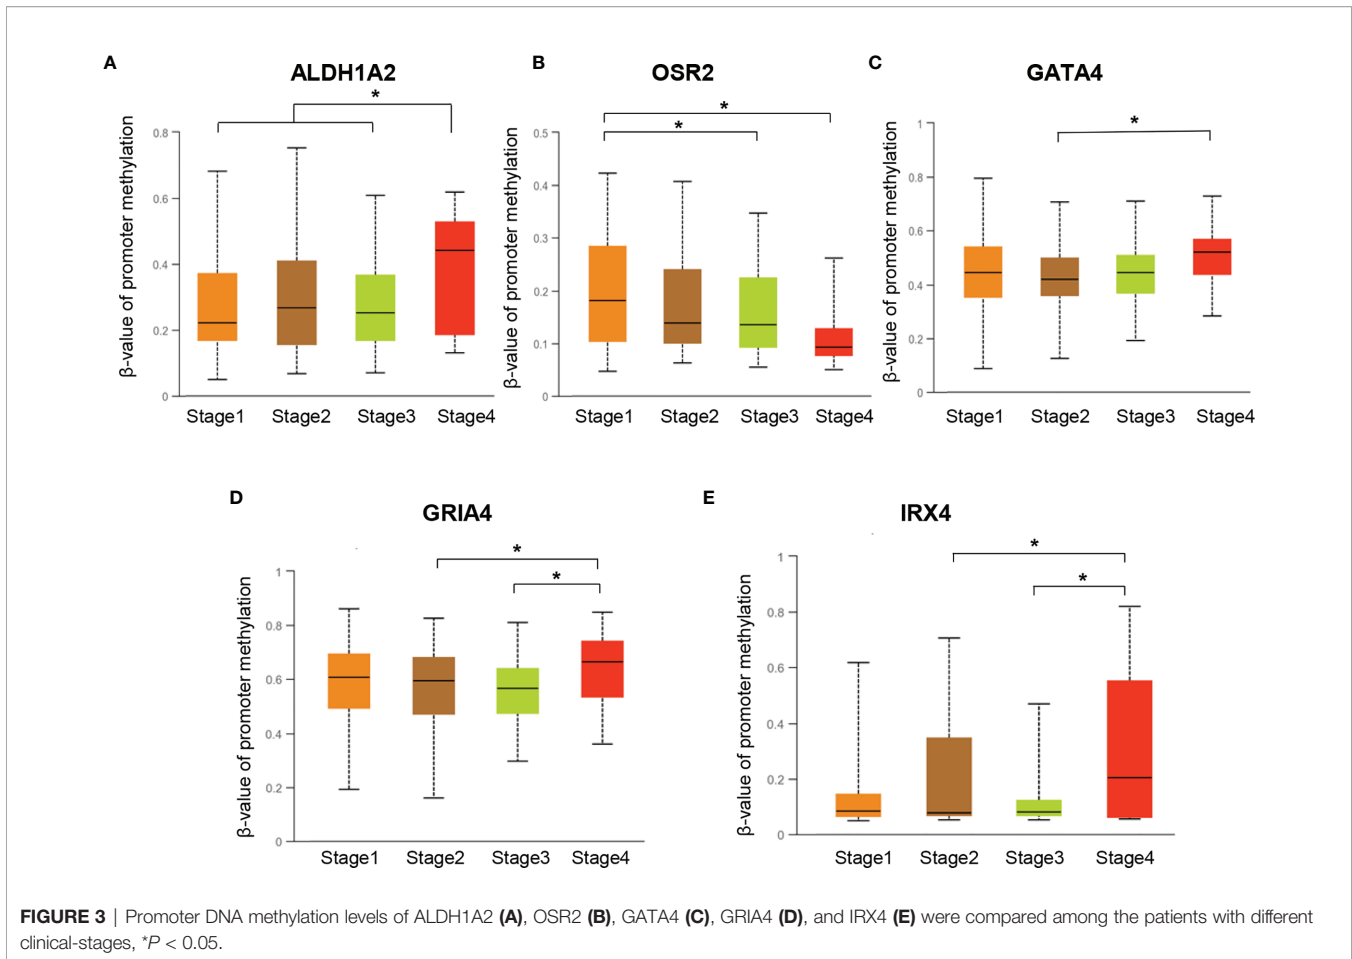 A
ALDH1A2
*
β-value of promoter methylation
0.8
0.6
0.4
0.2
0
Stage1 Stage2 Stage3 Stage4
B
OSR2
*
*
β-value of promoter methylation
0.5
0.4
0.3
0.2
0.1
0
Stage1 Stage2 Stage3 Stage4
C
GATA4
*
β-value of promoter methylation
1
0.8
0.6
0.4
0.2
0
Stage1 Stage2 Stage3 Stage4
D
GRIA4
*
*
β-value of promoter methylation
1
0.8
0.6
0.4
0.2
0
Stage1 Stage2 Stage3 Stage4
E
IRX4
*
*
β-value of promoter methylation
1
0.8
0.6
0.4
0.2
0
Stage1 Stage2 Stage3 Stage4
FIGURE 3 | Promoter DNA methylation levels of ALDH1A2 (A), OSR2 (B), GATA4 (C), GRIA4 (D), and IRX4 (E) were compared among the patients with different
clinical-stages, *P < 0.05.